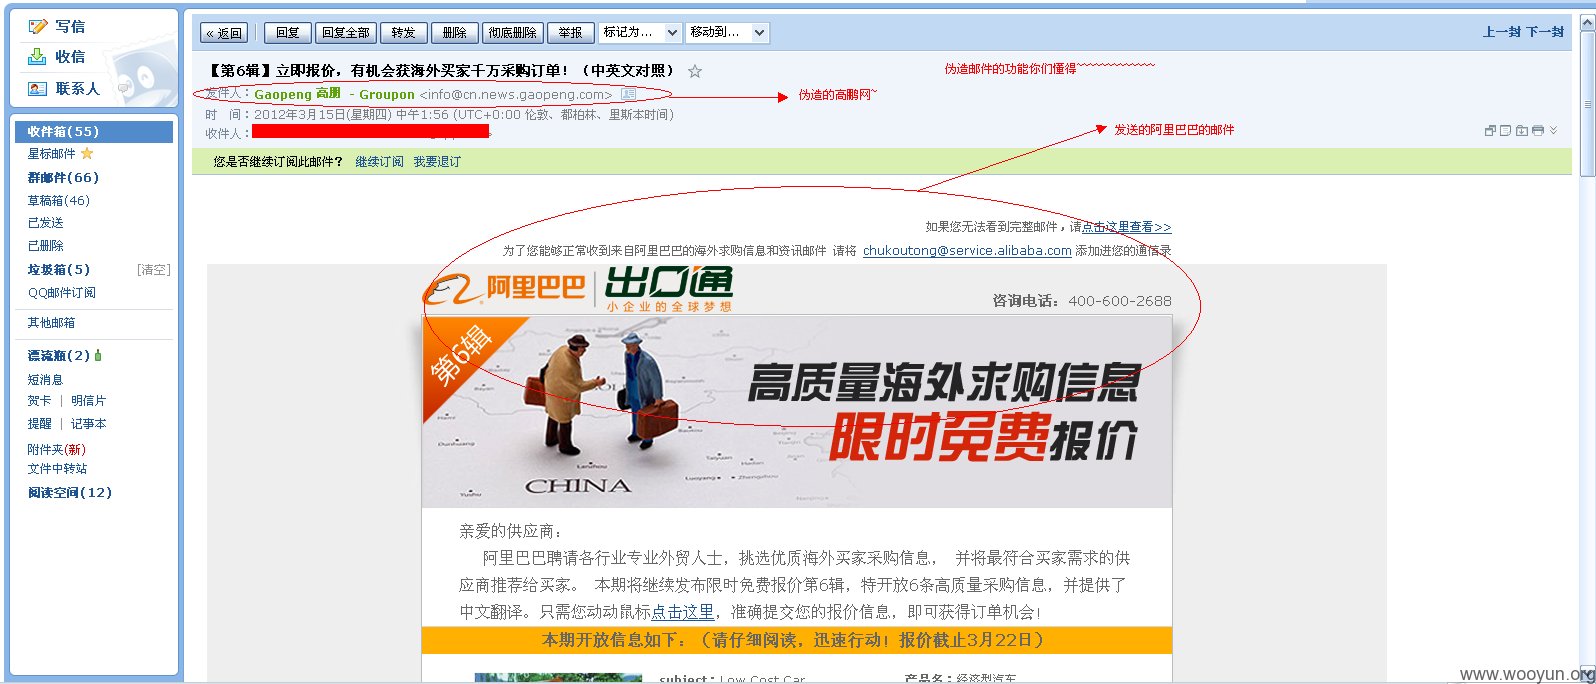 写信
收信
联系人
收件箱(55)
星标邮件
群邮件(66)
草稿箱(46)
已发送
已删除
垃圾箱(5) [清空]
QQ邮件订阅
其他邮箱
漂流瓶(2)
短消息
贺卡 | 明信片
提醒 | 记事本
附件夹(新)
文件中转站
阅读空间(12)
« 返回 回复 回复全部 转发 删除 彻底删除 举报 标记为... 移动到... 上一封 下一封
【第6辑】立即报价，有机会获海外买家千万采购订单！（中英文对照） ☆
伪造邮件的功能你们懂得~~~~~~~~~~~~~
发件人：Gaopeng 高朋 - Groupon <info@cn.news.gaopeng.com>
伪造的高鹏网~
时 间：2012年3月15日(星期四) 中午1:56 (UTC+0:00 伦敦、都柏林、里斯本时间)
收件人：
发送的阿里巴巴的邮件
您是否继续订阅此邮件？ 继续订阅 我要退订
如果您无法看到完整邮件，请点击这里查看>>
为了您能够正常收到来自阿里巴巴的海外求购信息和资讯邮件 请将 chukoutong@service.alibaba.com 添加进您的通信录
阿里巴巴 出口通
小企业的全球梦想
咨询电话：400-600-2688
第6辑
高质量海外求购信息
限时免费报价
CHINA
亲爱的供应商：
阿里巴巴聘请各行业专业外贸人士，挑选优质海外买家采购信息， 并将最符合买家需求的供
应商推荐给买家。 本期将继续发布限时免费报价第6辑，特开放6条高质量采购信息，并提供了
中文翻译。只需您动动鼠标点击这里，准确提交您的报价信息，即可获得订单机会！
本期开放信息如下：（请仔细阅读，迅速行动！报价截止3月22日）
subject：Low Cost Car 产品名：经济型汽车
www.wooyun.org